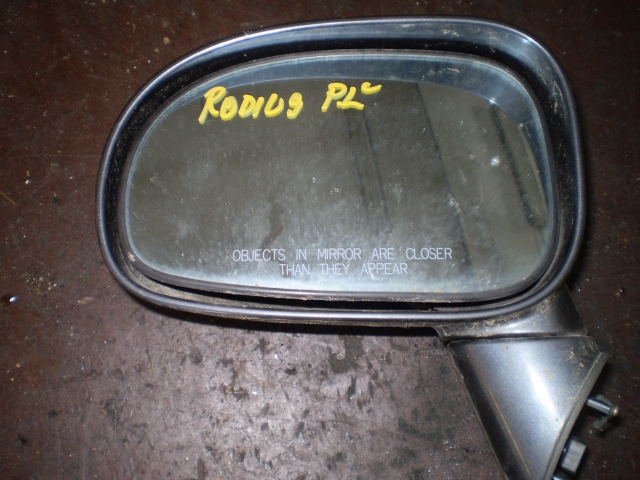 RODIUS PL
OBJECTS IN MIRROR ARE CLOSER
THAN THEY APPEAR